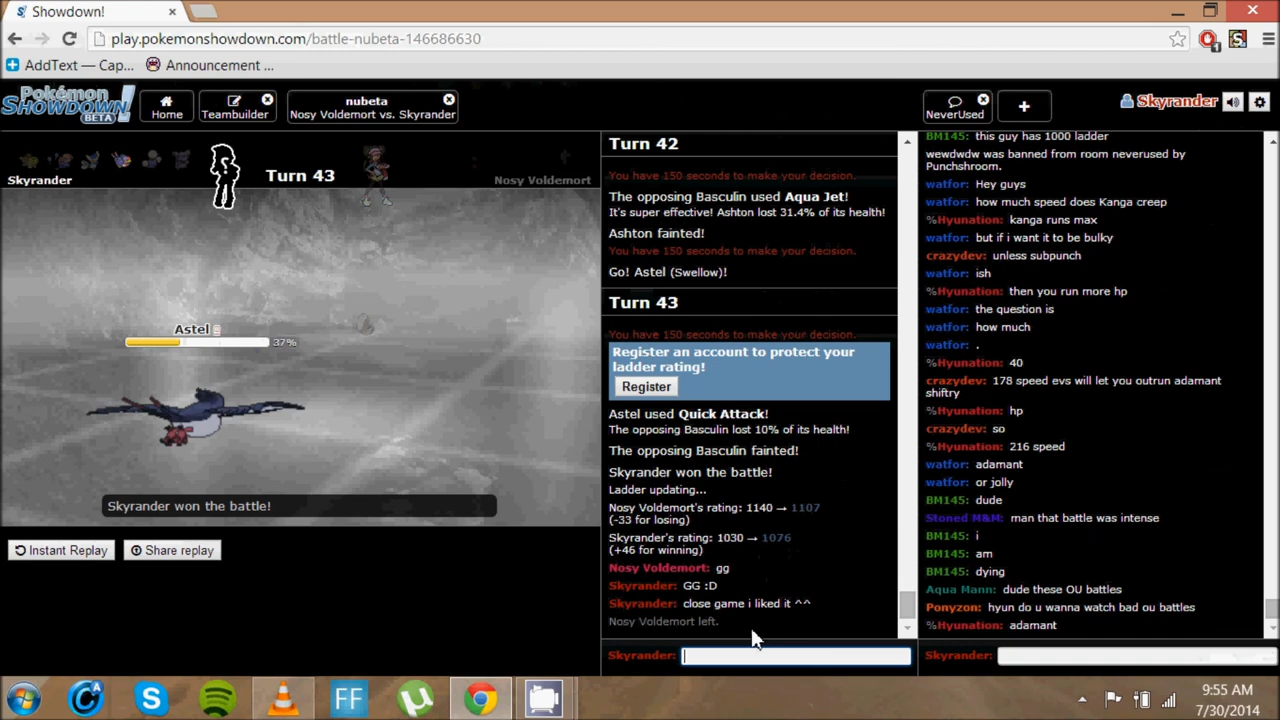 Showdown!
play.pokemonshowdown.com/battle-nubeta-146686630
AddText — Cap...
Announcement ...
Pokémon
SHOWDOWN!
BETA
Home
Teambuilder
nubeta
Nosy Voldemort vs. Skyrander
NeverUsed
+
Skyrander
Skyrander
Turn 43
Nosy Voldemort
Astel
37%
Skyrander won the battle!
Instant Replay
Share replay
Turn 42
You have 150 seconds to make your decision.
The opposing Basculin used Aqua Jet!
It's super effective! Ashton lost 31.4% of its health!
Ashton fainted!
You have 150 seconds to make your decision.
Go! Astel (Swellow)!
Turn 43
You have 150 seconds to make your decision.
Register an account to protect your
ladder rating!
Register
Astel used Quick Attack!
The opposing Basculin lost 10% of its health!
The opposing Basculin fainted!
Skyrander won the battle!
Ladder updating...
Nosy Voldemort's rating: 1140 → 1107
(-33 for losing)
Skyrander's rating: 1030 → 1076
(+46 for winning)
Nosy Voldemort: gg
Skyrander: GG :D
Skyrander: close game i liked it ^^
Nosy Voldemort left.
Skyrander:
BM145: this guy has 1000 ladder
wewdwdw was banned from room neverused by
Punchshroom.
watfor: Hey guys
watfor: how much speed does Kanga creep
%Hyunation: kanga runs max
watfor: but if i want it to be bulky
crazydev: unless subpunch
watfor: ish
%Hyunation: then you run more hp
watfor: the question is
watfor: how much
watfor: .
%Hyunation: 40
crazydev: 178 speed evs will let you outrun adamant
shiftry
%Hyunation: hp
crazydev: so
%Hyunation: 216 speed
watfor: adamant
watfor: or jolly
BM145: dude
Stoned M&M: man that battle was intense
BM145: i
BM145: am
BM145: dying
Aqua Mann: dude these OU battles
Ponyzon: hyun do u wanna watch bad ou battles
%Hyunation: adamant
Skyrander:
FF
9:55 AM
7/30/2014